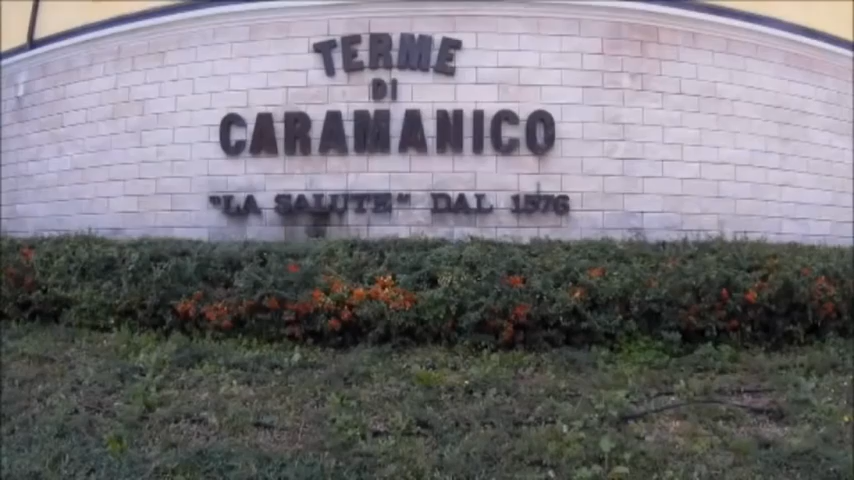 TERME
DI
CARAMANICO
"LA SALUTE" DAL 1576